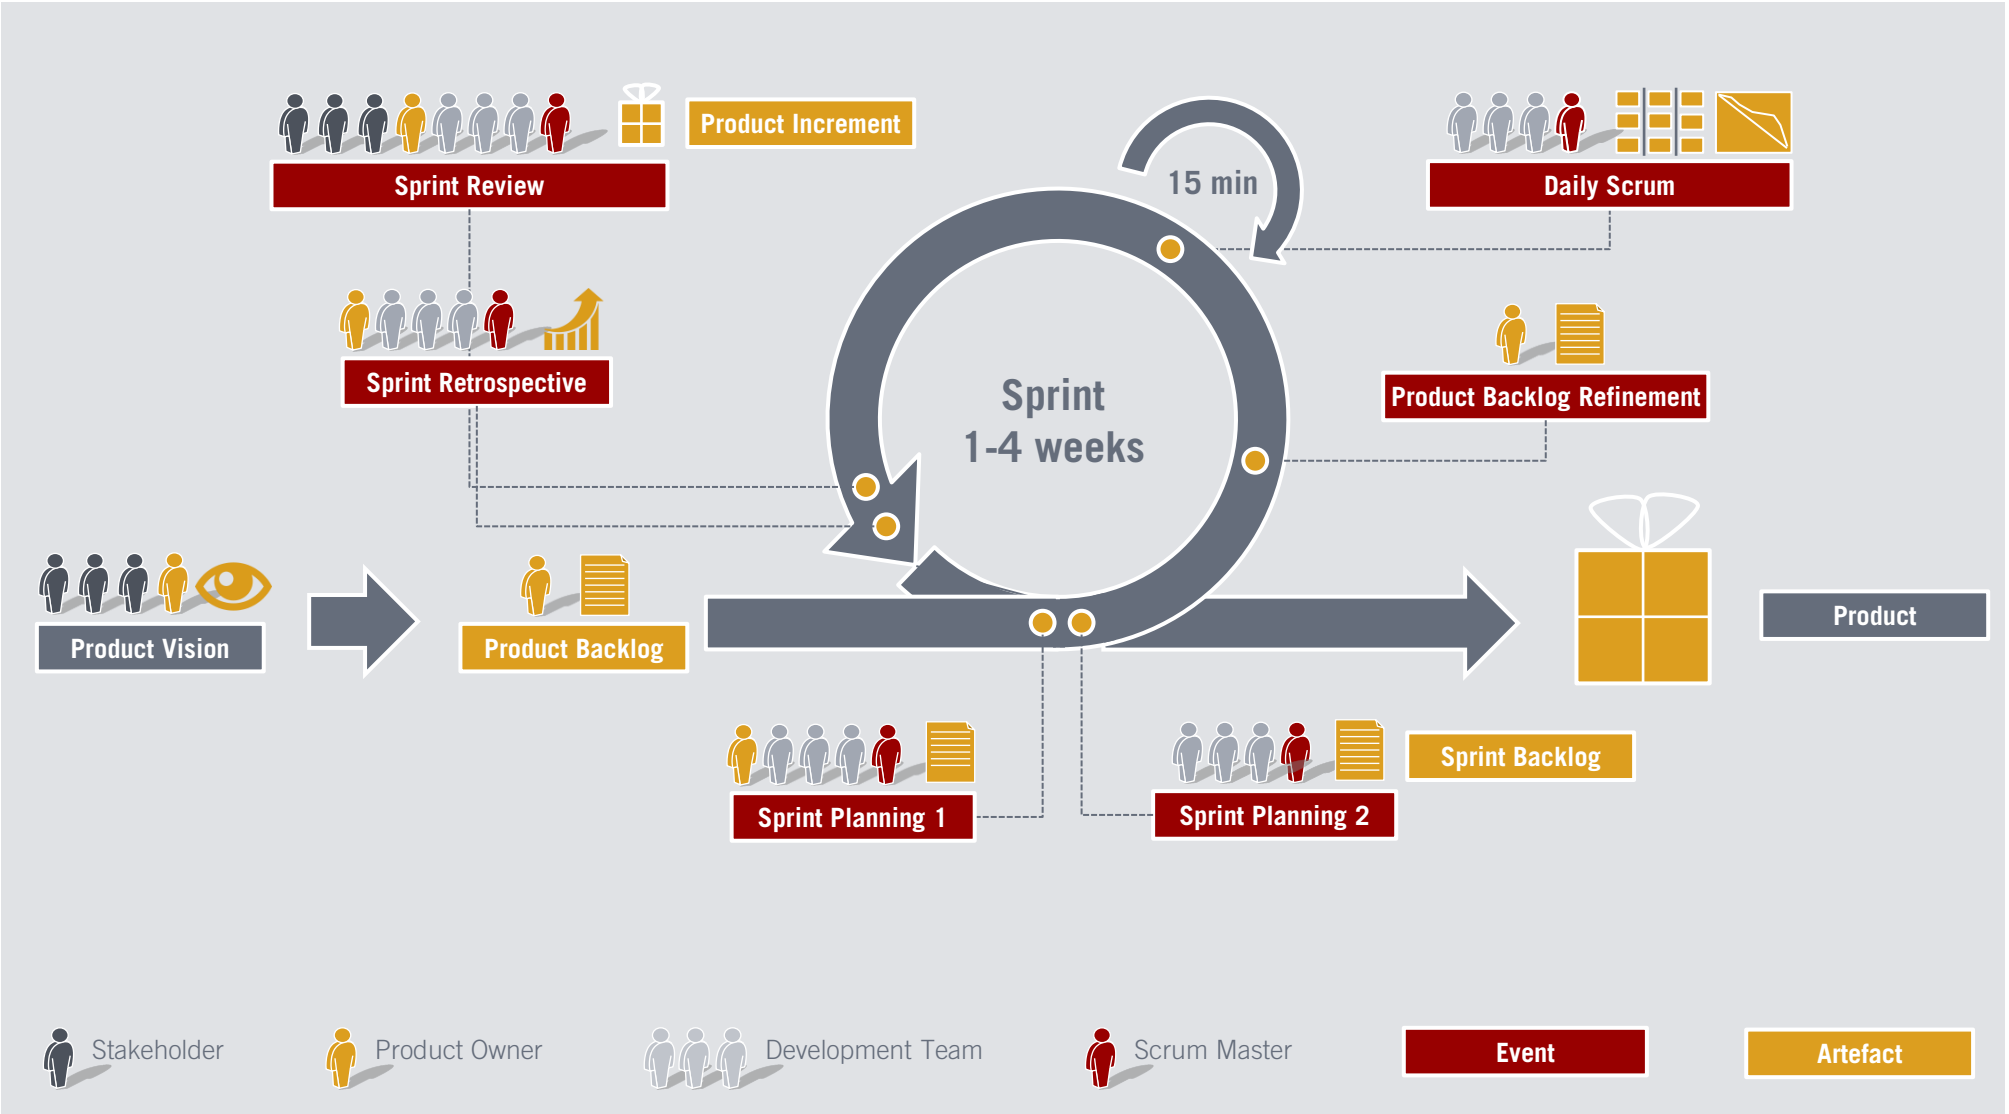 Product Increment
Sprint Review
15 min
Daily Scrum
Sprint Retrospective
Sprint
1-4 weeks
Product Backlog Refinement
Product Vision
Product Backlog
Product
Sprint Planning 1
Sprint Planning 2
Sprint Backlog
Stakeholder
Product Owner
Development Team
Scrum Master
Event
Artefact